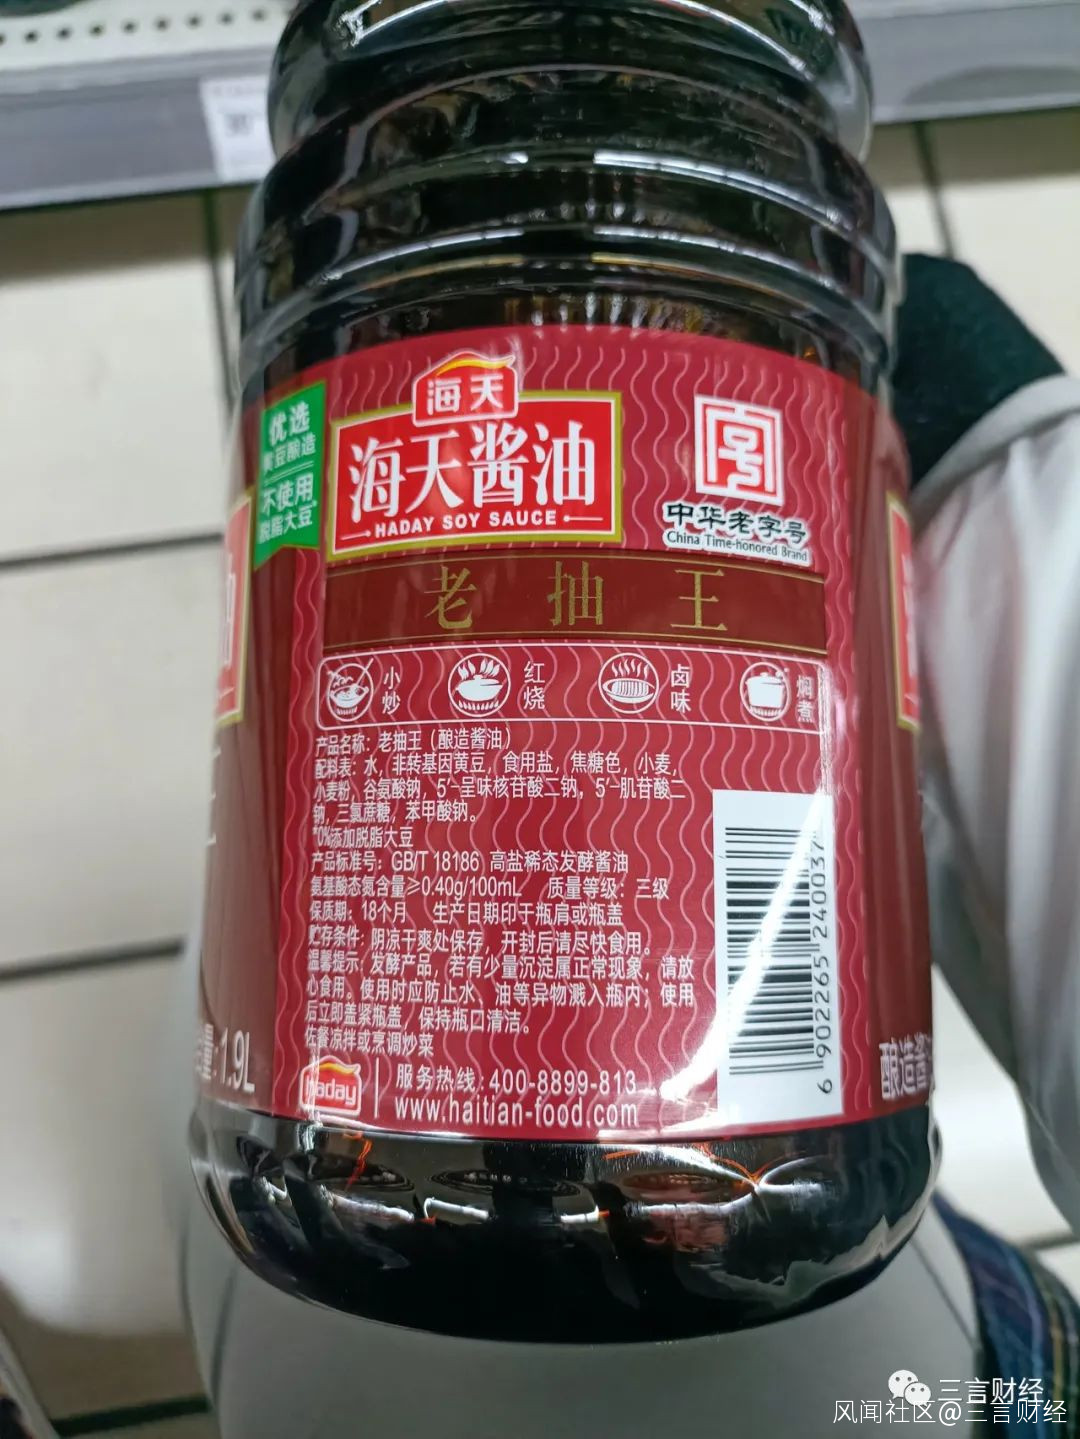 海天
优选
黄豆酿造
不使用
脱脂大豆*
海天酱油
HADAY SOY SAUCE
中华老字号
China Time-honored Brand
老抽王
小炒
红烧
卤味
焖煮
产品名称：老抽王（酿造酱油）
配料表：水，非转基因黄豆，食用盐，焦糖色，小麦，
小麦粉，谷氨酸钠，5′-呈味核苷酸二钠，5′-肌苷酸二
钠，三氯蔗糖，苯甲酸钠。
*0%添加脱脂大豆
产品标准号：GB/T 18186 高盐稀态发酵酱油
氨基酸态氮含量≥0.40g/100mL 质量等级：三级
保质期：18个月 生产日期印于瓶肩或瓶盖
贮存条件：阴凉干爽处保存，开封后请尽快食用。
温馨提示：发酵产品，若有少量沉淀属正常现象，请放
心食用。使用时应防止水、油等异物溅入瓶内；使用
后立即盖紧瓶盖，保持瓶口清洁。
佐餐凉拌或烹调炒菜
haday
服务热线：400-8899-813
www.haitian-food.com
6 902265 240037
量：1.9L
酿造酱
三言财经
风闻社区@三言财经